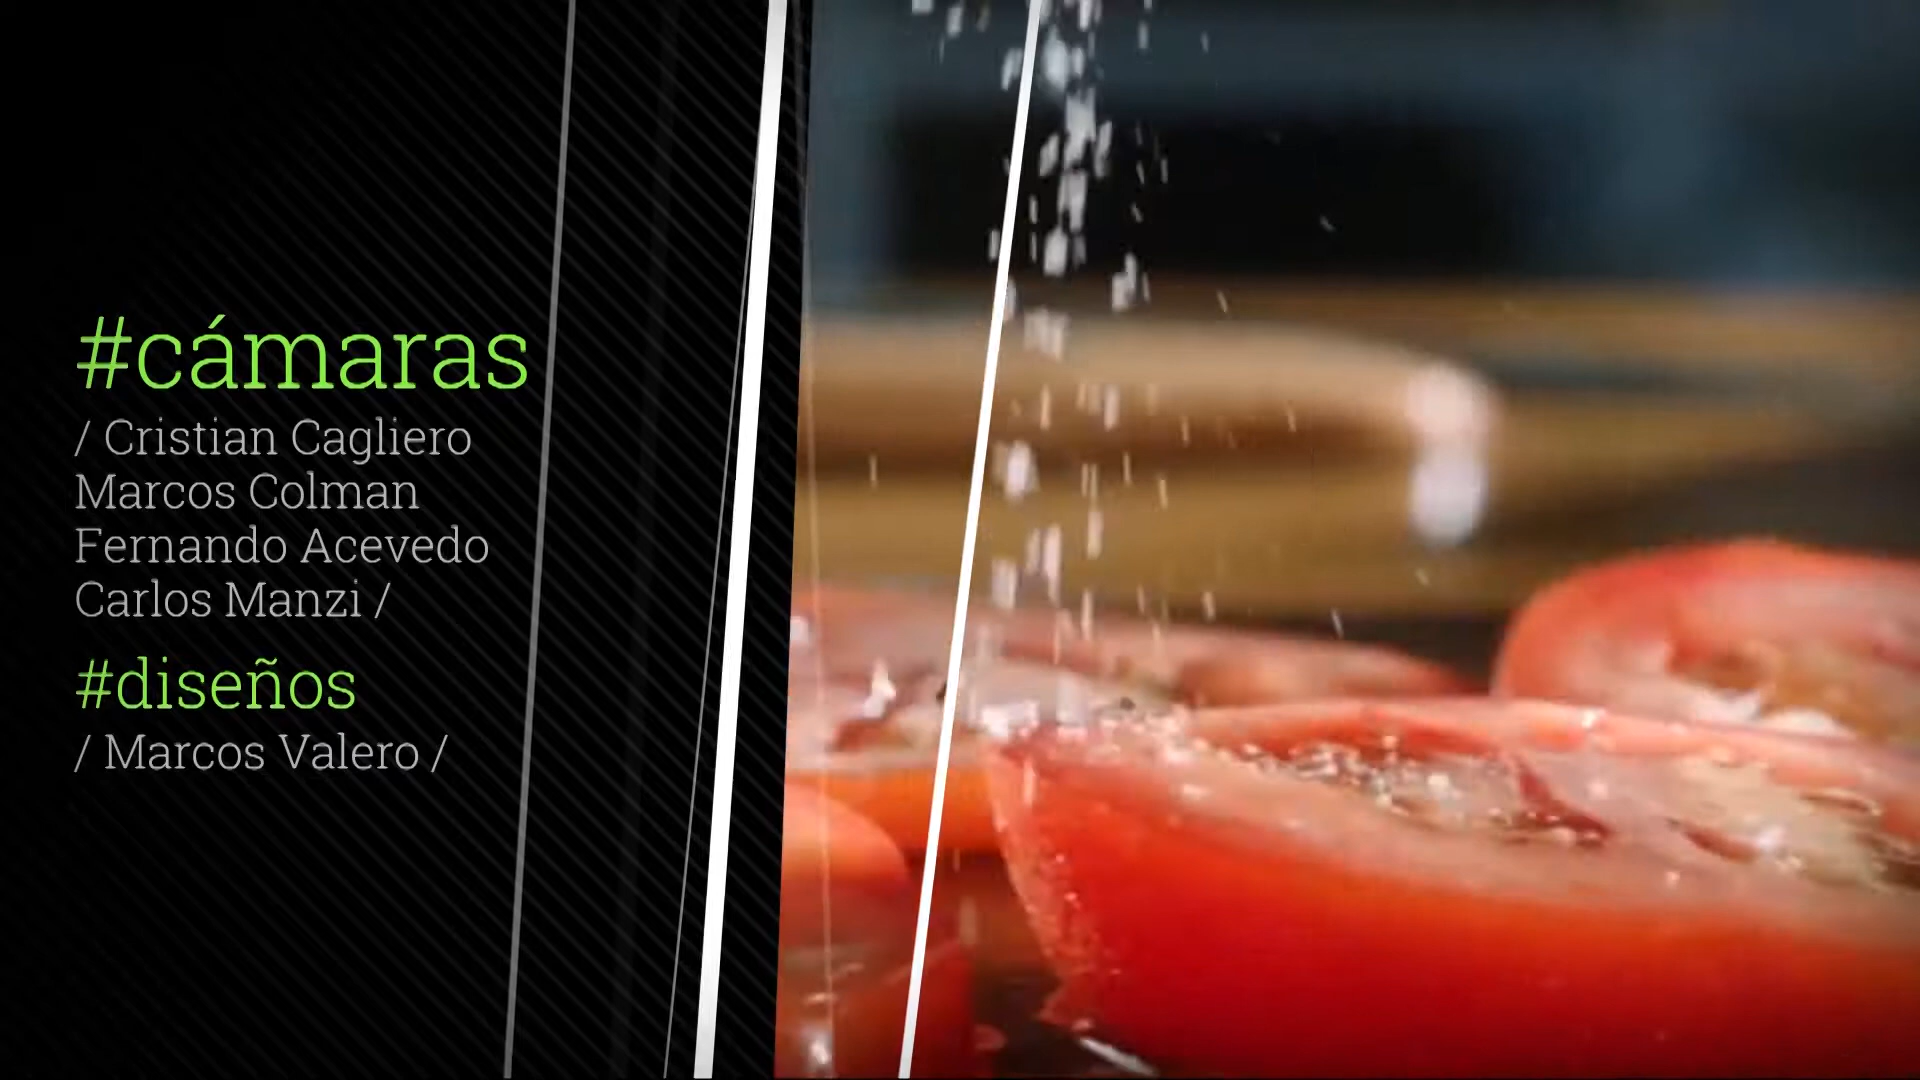 #cámaras
/ Cristian Cagliero
Marcos Colman
Fernando Acevedo
Carlos Manzi /
#diseños
/ Marcos Valero /